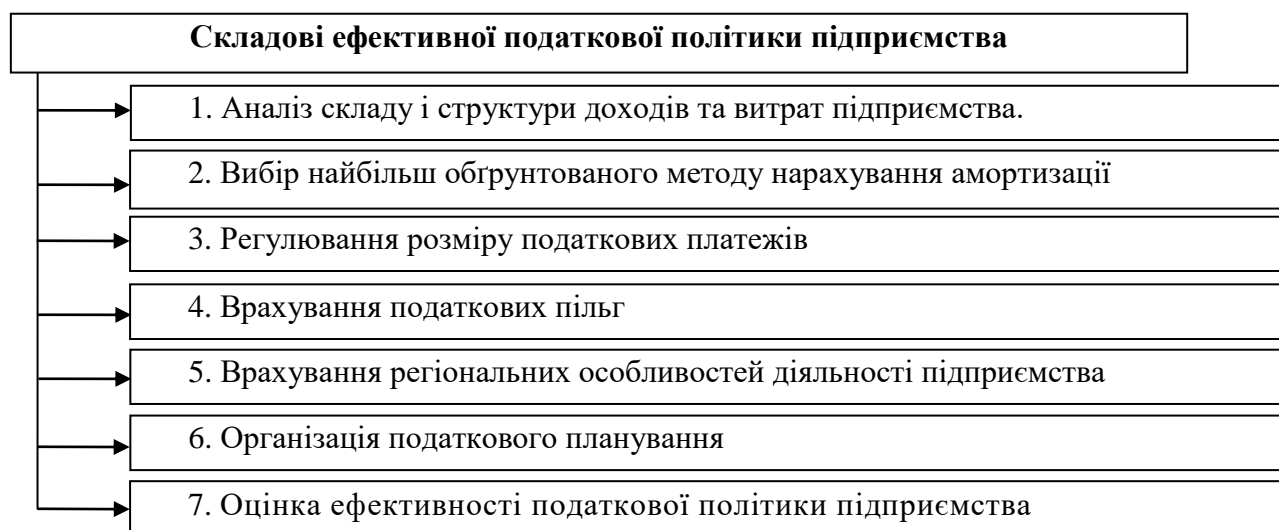 Складові ефективної податкової політики підприємства
1. Аналіз складу і структури доходів та витрат підприємства.
2. Вибір найбільш обґрунтованого методу нарахування амортизації
3. Регулювання розміру податкових платежів
4. Врахування податкових пільг
5. Врахування регіональних особливостей діяльності підприємства
6. Організація податкового планування
7. Оцінка ефективності податкової політики підприємства